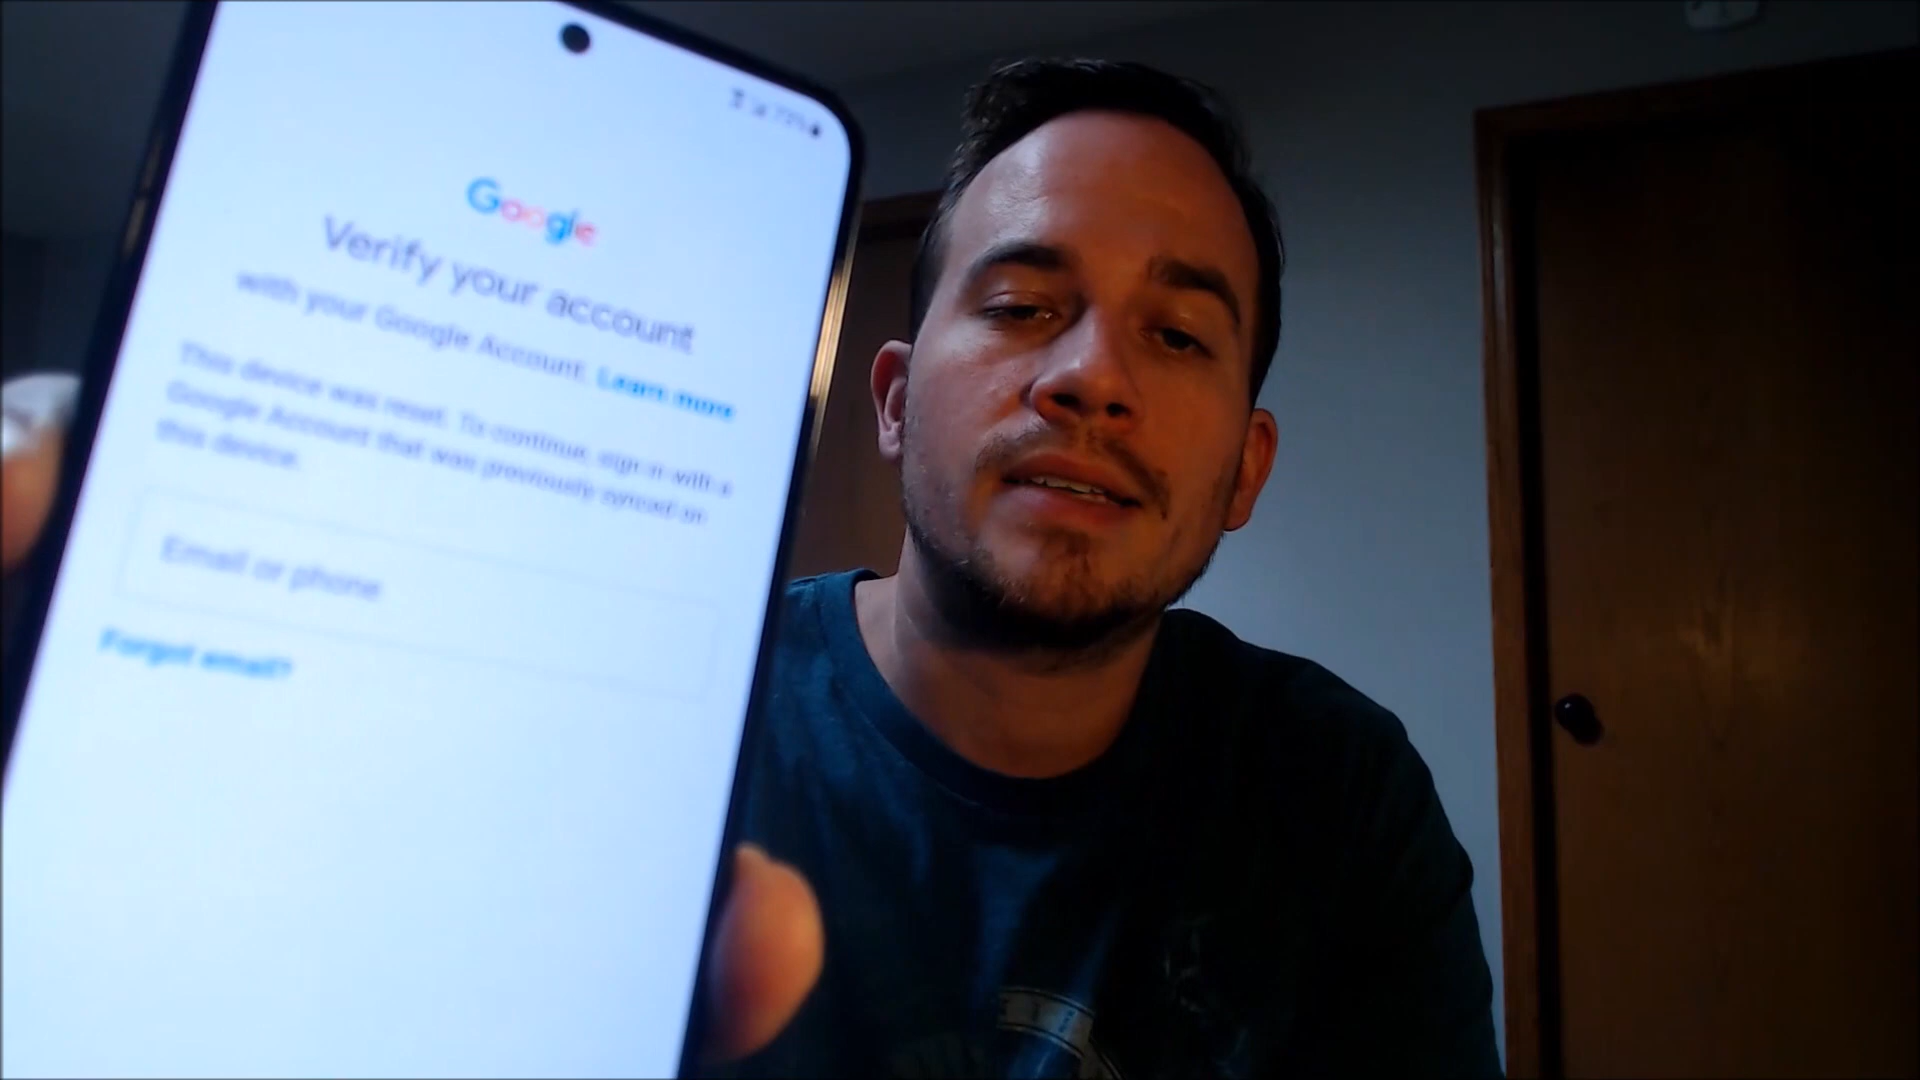 Google
Verify your account
with your Google Account. Learn more
This device was reset. To continue, sign in with a
Google Account that was previously synced on
this device.
Email or phone
Forgot email?